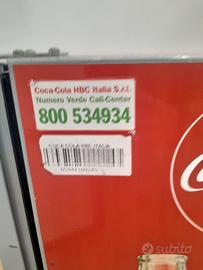 Coca-Cola HBC Italia S.r.l.
Numero Verde Call-Center
800 534934
COCA COLA HBC ITALIA
subito